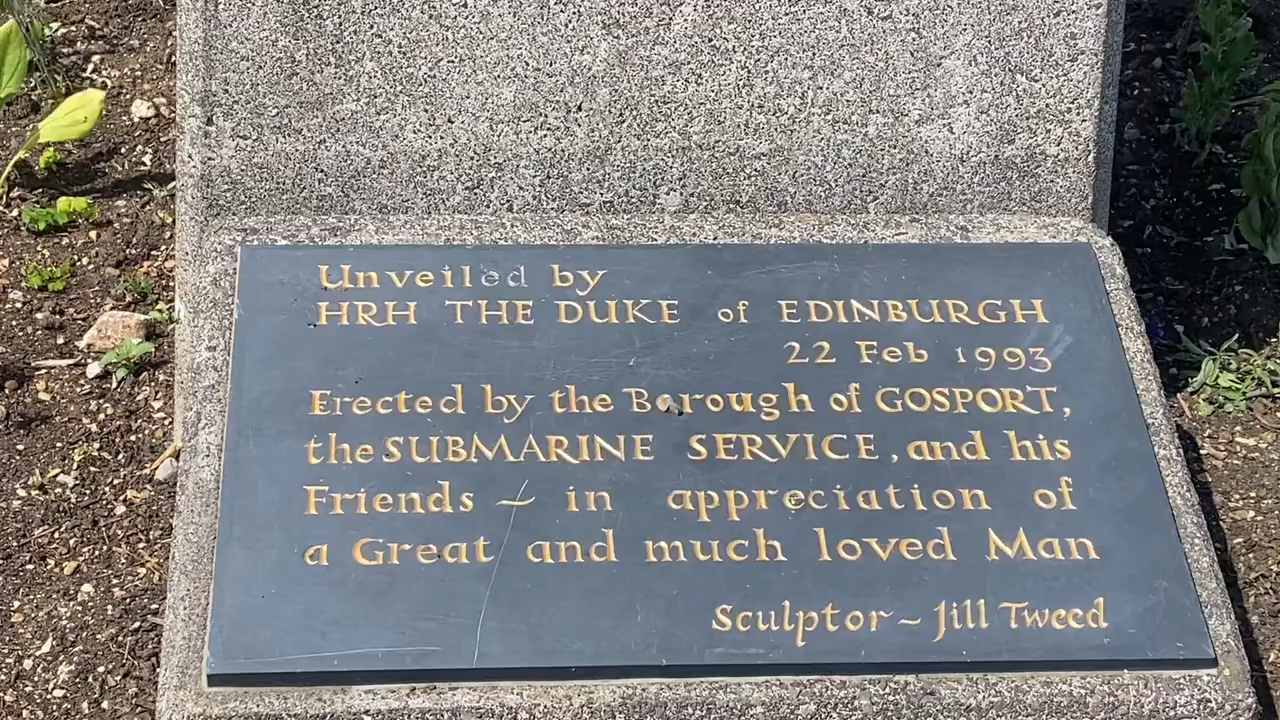 Unveiled by
HRH THE DUKE of EDINBURGH
22 Feb 1993
Erected by the Borough of GOSPORT,
the SUBMARINE SERVICE, and his
Friends ~ in appreciation of
a Great and much loved Man
Sculptor ~ Jill Tweed